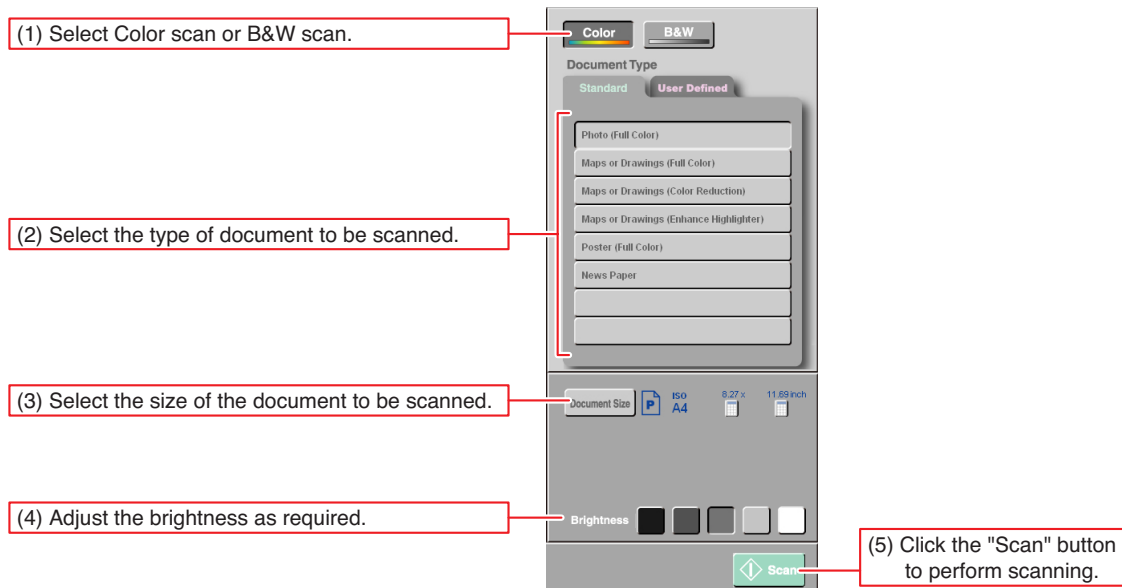 (1) Select Color scan or B&W scan.
Color
B&W
Document Type
Standard
User Defined
Photo (Full Color)
Maps or Drawings (Full Color)
Maps or Drawings (Color Reduction)
Maps or Drawings (Enhance Highlighter)
Poster (Full Color)
News Paper
(2) Select the type of document to be scanned.
(3) Select the size of the document to be scanned.
Document Size
P
ISO
A4
8.27 x
11.69 inch
(4) Adjust the brightness as required.
Brightness
Scan
(5) Click the "Scan" button
to perform scanning.